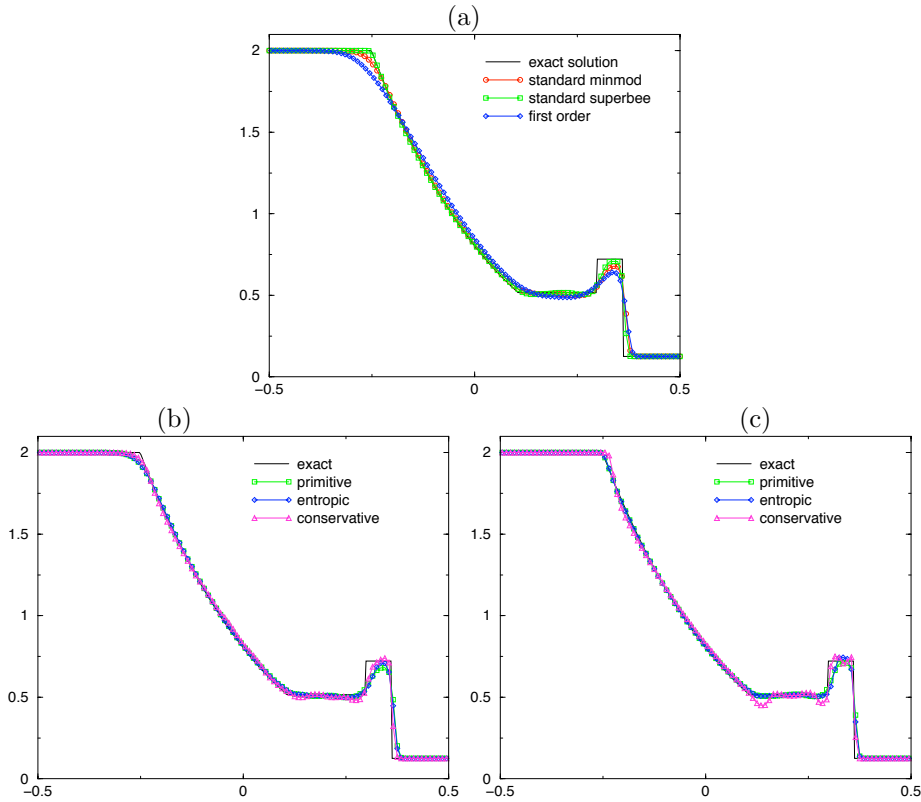 (a)
2
1.5
1
0.5
0
−0.5
0
0.5
exact solution
standard minmod
standard superbee
first order
(b)
2
1.5
1
0.5
0
−0.5
0
0.5
exact
primitive
entropic
conservative
(c)
2
1.5
1
0.5
0
−0.5
0
0.5
exact
primitive
entropic
conservative